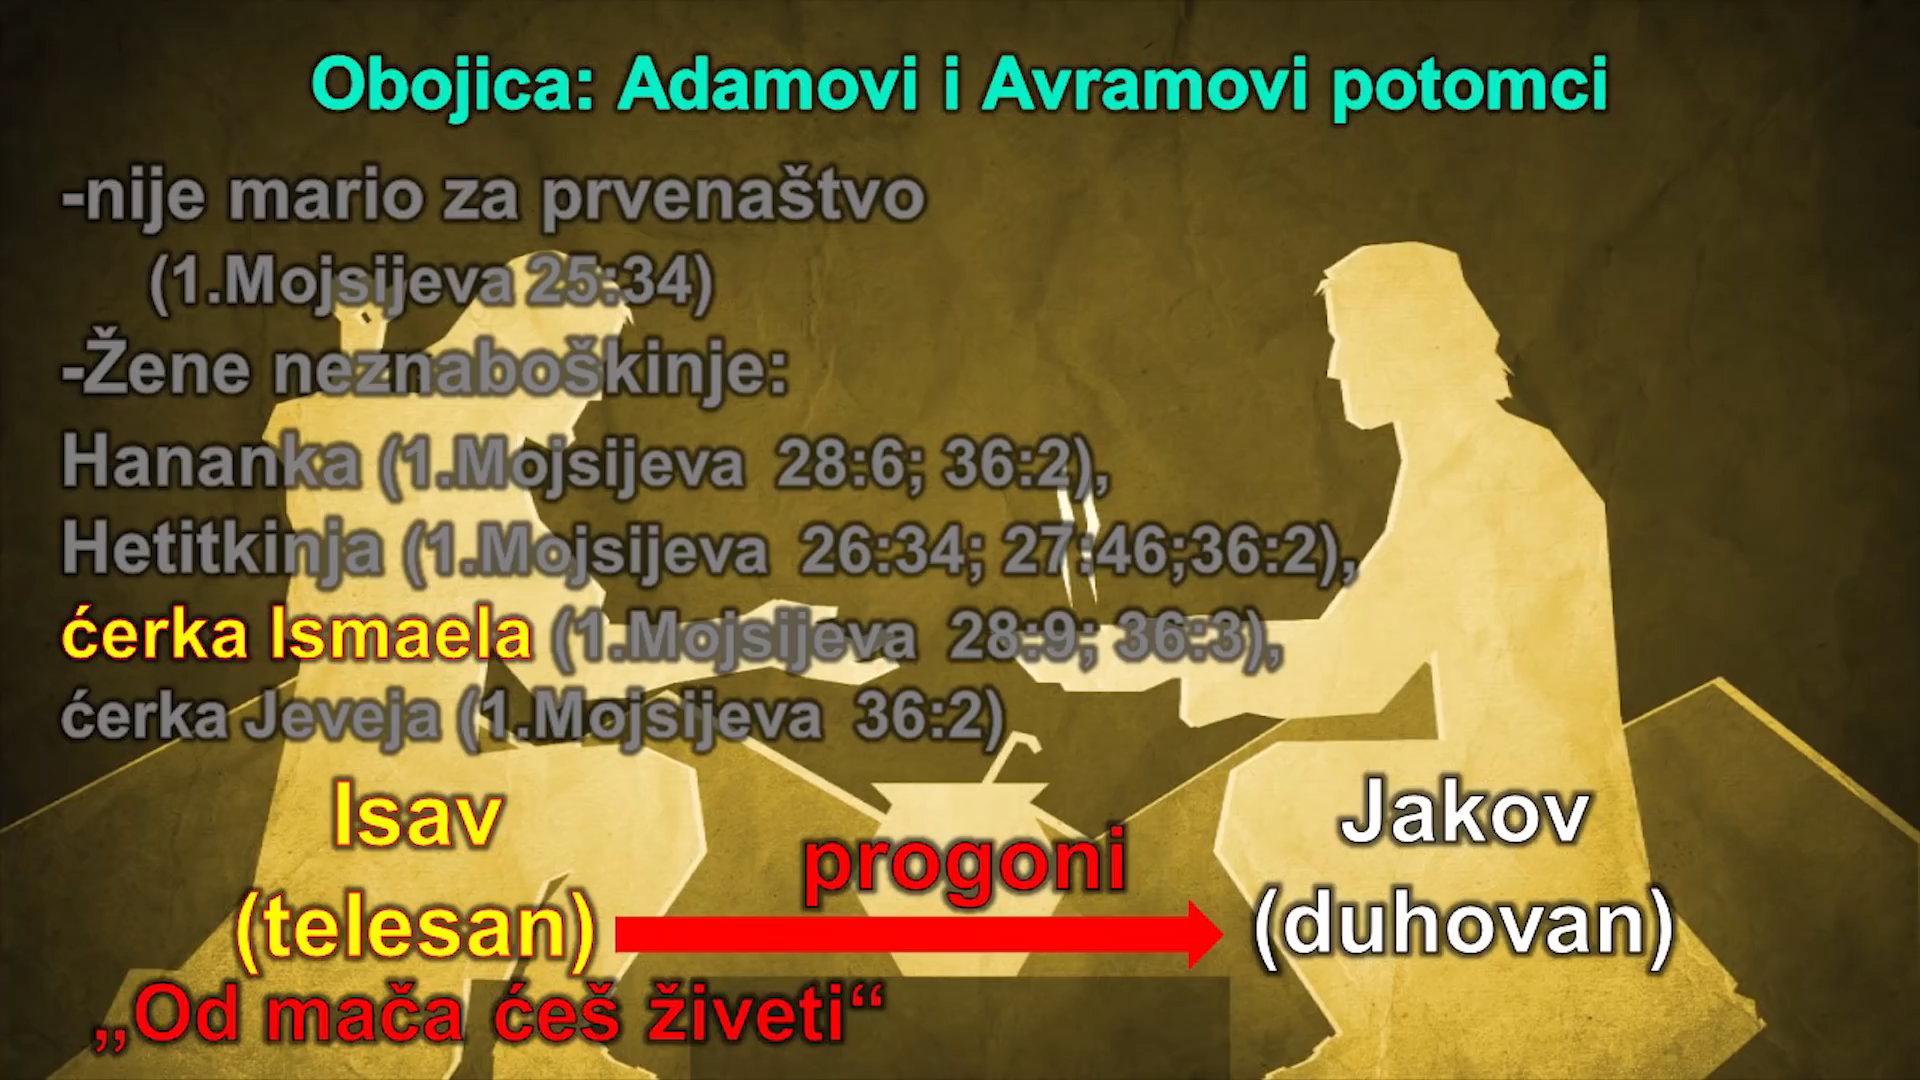 Obojica: Adamovi i Avramovi potomci
-nije mario za prvenaštvo
(1.Mojsijeva 25:34)
-Žene neznaboškinje:
Hananka (1.Mojsijeva 28:6; 36:2),
Hetitkinja (1.Mojsijeva 26:34; 27:46;36:2),
ćerka Ismaela (1.Mojsijeva 28:9; 36:3),
ćerka Jeveja (1.Mojsijeva 36:2)
Isav
(telesan)
progoni
Jakov
(duhovan)
„Od mača ćeš živeti“